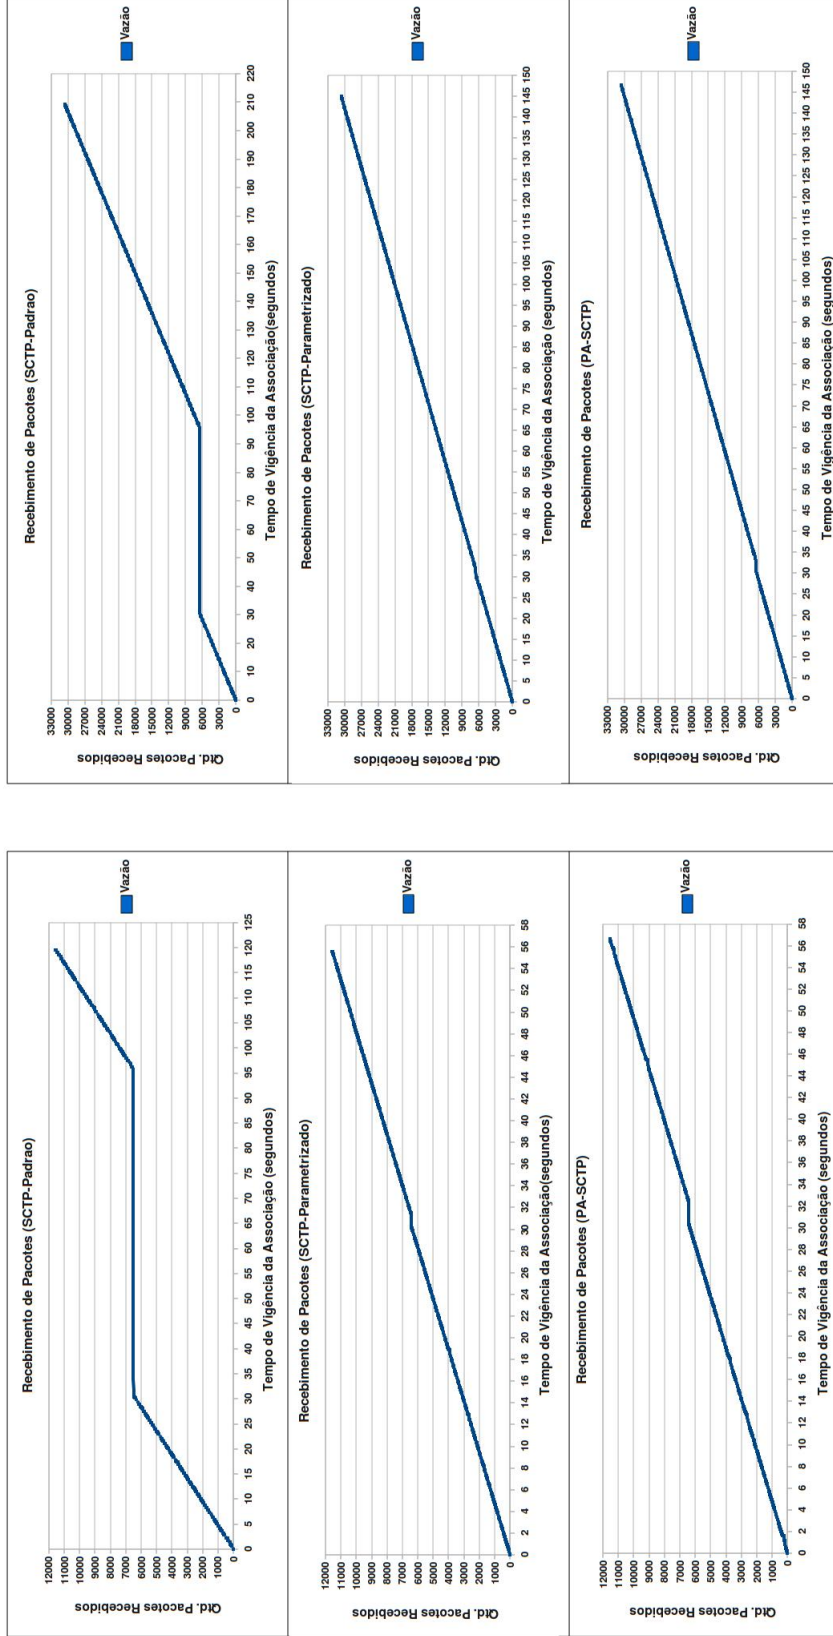 Recebimento de Pacotes (SCTP-Padrao)
Qtd. Pacotes Recebidos
12000
11000
10000
9000
8000
7000
6000
5000
4000
3000
2000
1000
0
0 5 10 15 20 25 30 35 40 45 50 55 60 65 70 75 80 85 90 95 100 105 110 115 120 125
Tempo de Vigência da Associação (segundos)
Vazão
Recebimento de Pacotes (SCTP-Parametrizado)
Qtd. Pacotes Recebidos
12000
11000
10000
9000
8000
7000
6000
5000
4000
3000
2000
1000
0
0 2 4 6 8 10 12 14 16 18 20 22 24 26 28 30 32 34 36 38 40 42 44 46 48 50 52 54 56 58
Tempo de Vigência da Associação(segundos)
Vazão
Recebimento de Pacotes (PA-SCTP)
Qtd. Pacotes Recebidos
12000
11000
10000
9000
8000
7000
6000
5000
4000
3000
2000
1000
0
0 2 4 6 8 10 12 14 16 18 20 22 24 26 28 30 32 34 36 38 40 42 44 46 48 50 52 54 56 58
Tempo de Vigência da Associação (segundos)
Vazão
Recebimento de Pacotes (SCTP-Padrao)
Qtd. Pacotes Recebidos
33000
30000
27000
24000
21000
18000
15000
12000
9000
6000
3000
0
0 10 20 30 40 50 60 70 80 90 100 110 120 130 140 150 160 170 180 190 200 210 220
Tempo de Vigência da Associação(segundos)
Vazão
Recebimento de Pacotes (SCTP-Parametrizado)
Qtd. Pacotes Recebidos
33000
30000
27000
24000
21000
18000
15000
12000
9000
6000
3000
0
0 5 10 15 20 25 30 35 40 45 50 55 60 65 70 75 80 85 90 95 100 105 110 115 120 125 130 135 140 145 150
Tempo de Vigência da Associação (segundos)
Vazão
Recebimento de Pacotes (PA-SCTP)
Qtd. Pacotes Recebidos
33000
30000
27000
24000
21000
18000
15000
12000
9000
6000
3000
0
0 5 10 15 20 25 30 35 40 45 50 55 60 65 70 75 80 85 90 95 100 105 110 115 120 125 130 135 140 145 150
Tempo de Vigência da Associação (segundos)
Vazão